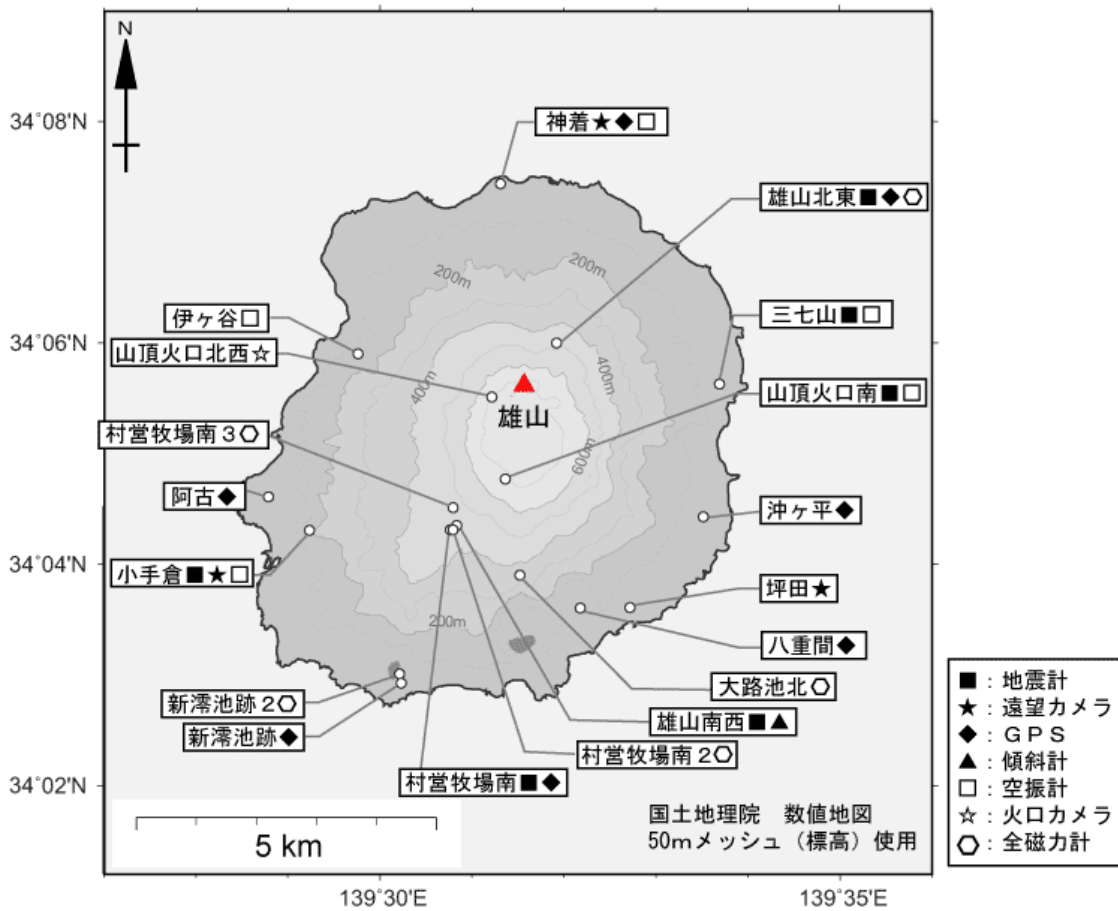 N
34°08'N
神着★◆□
雄山北東■◆⬡
200m
200m
伊ヶ谷□
三七山■□
34°06'N
山頂火口北西☆
400m
400m
山頂火口南■□
雄山
村営牧場南3⬡
600m
阿古◆
沖ヶ平◆
34°04'N
小手倉■★□
坪田★
200m
八重間◆
大路池北⬡
新澪池跡2⬡
雄山南西■▲
新澪池跡◆
村営牧場南2⬡
村営牧場南■◆
34°02'N
5 km
国土地理院 数値地図
50mメッシュ(標高)使用
■:地震計
★:遠望カメラ
◆:GPS
▲:傾斜計
□:空振計
☆:火口カメラ
⬡:全磁力計
139°30'E
139°35'E